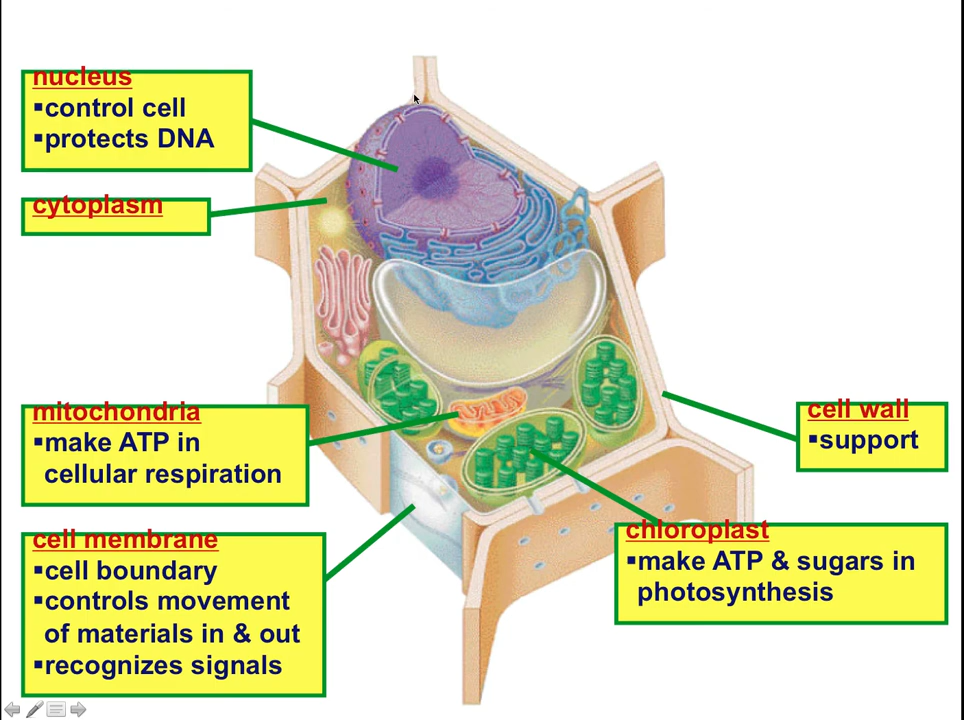 nucleus
▪control cell
▪protects DNA
cytoplasm
mitochondria
▪make ATP in
cellular respiration
cell wall
▪support
cell membrane
▪cell boundary
▪controls movement
of materials in & out
▪recognizes signals
chloroplast
▪make ATP & sugars in
photosynthesis